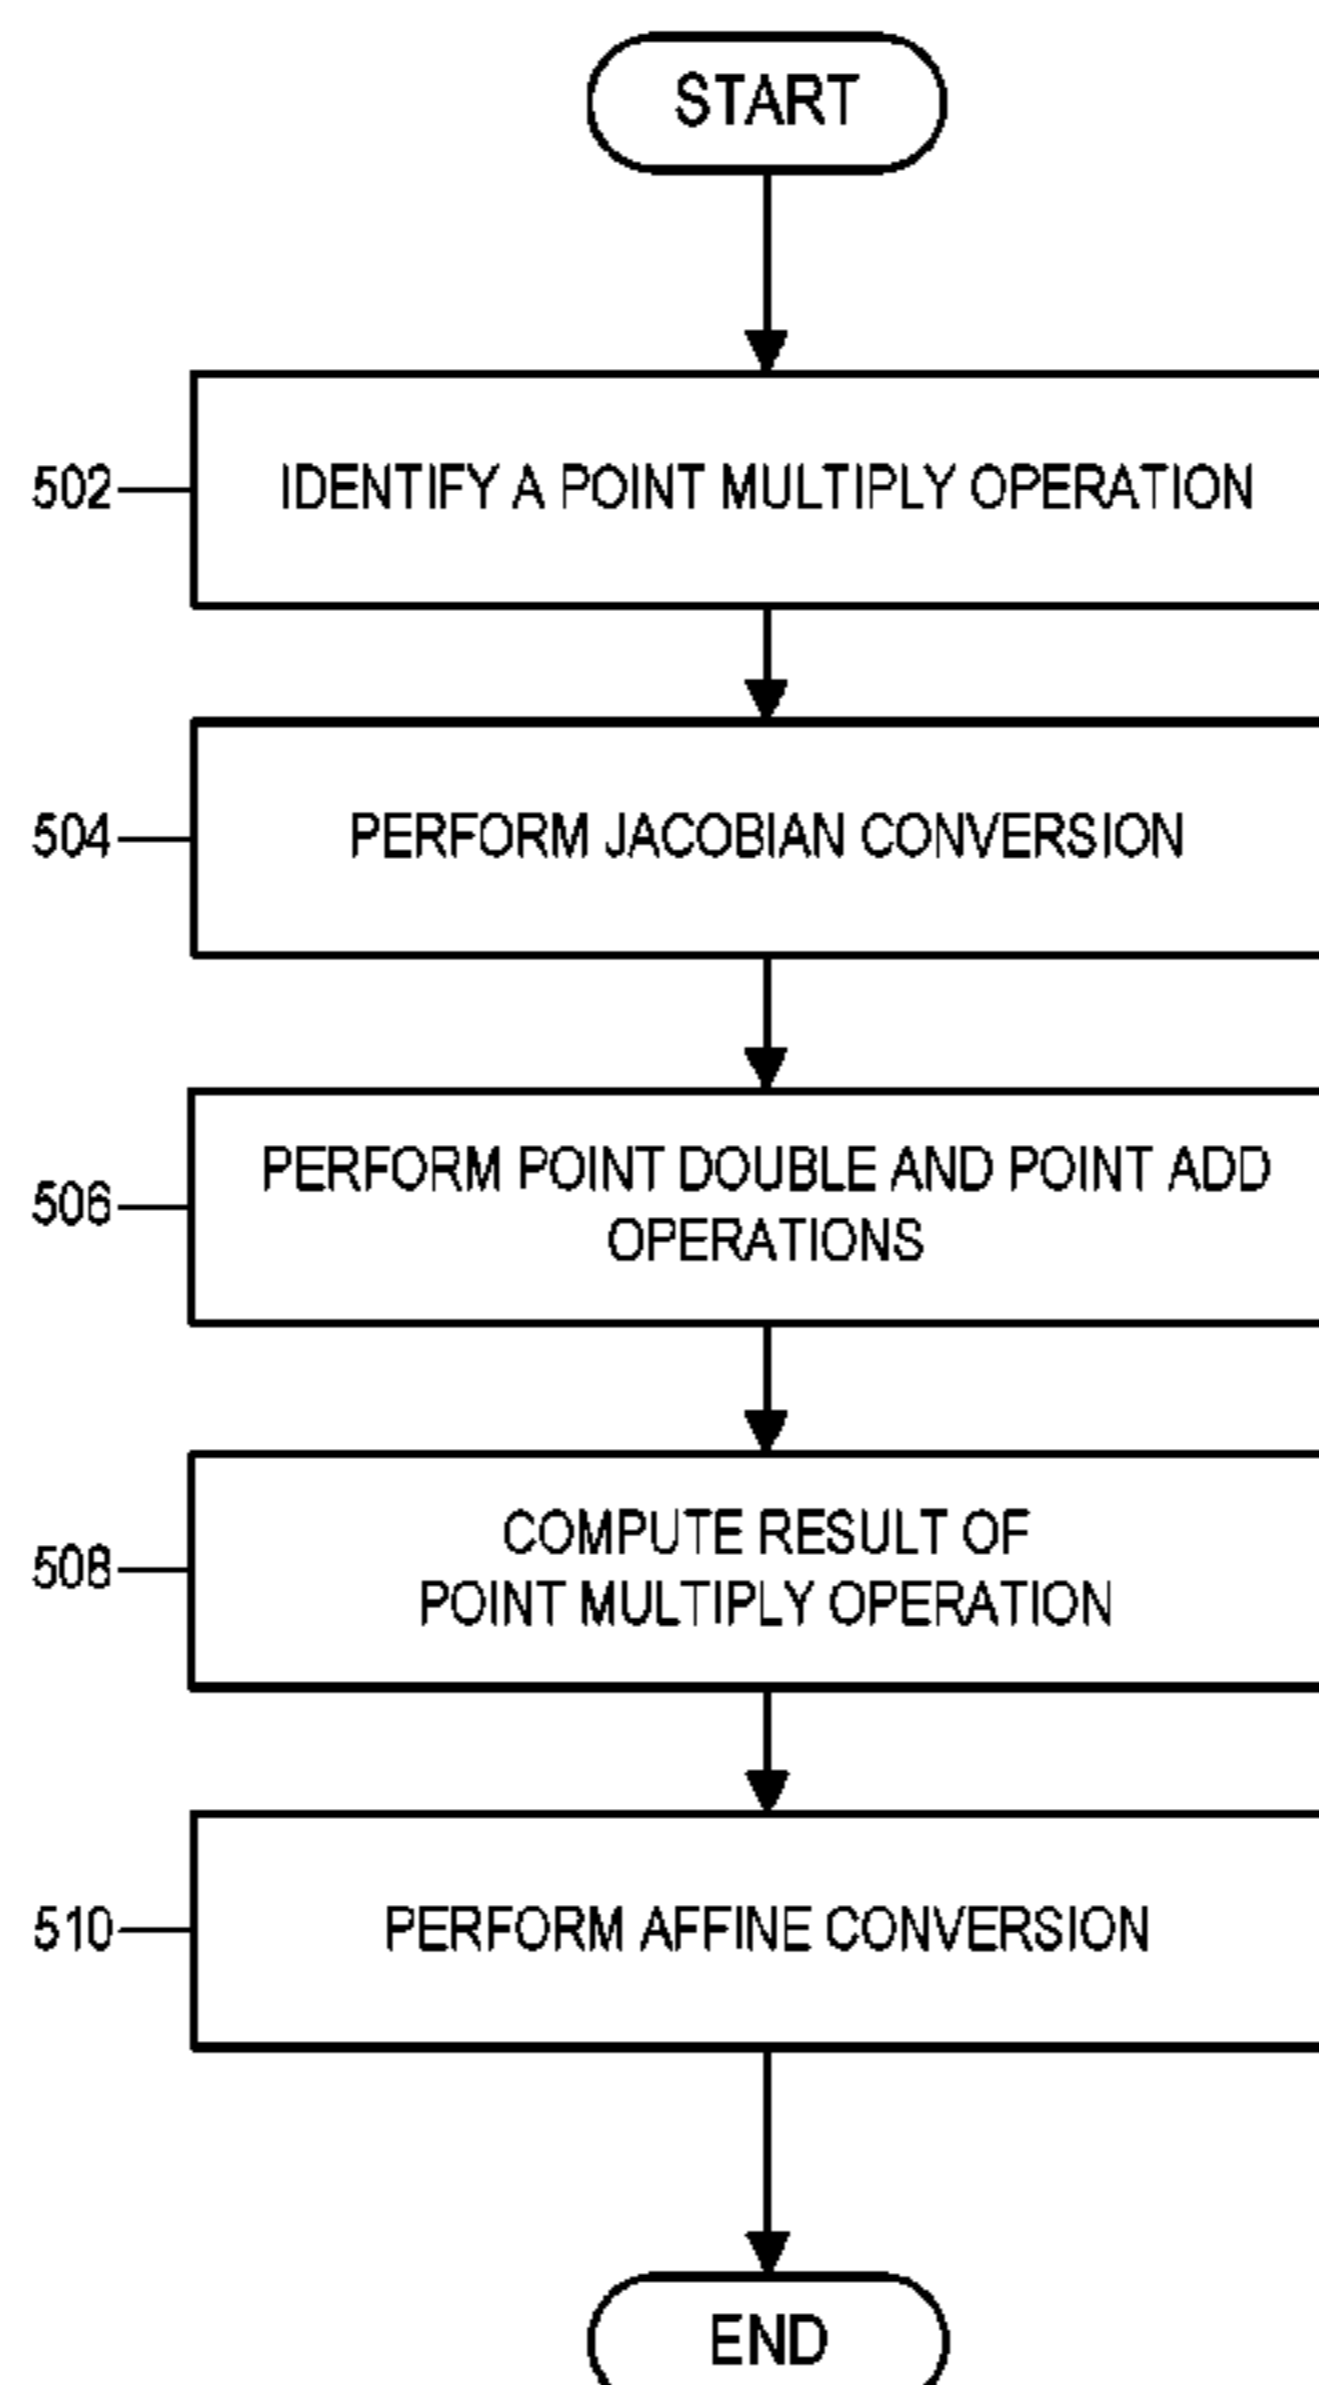 START
502
IDENTIFY A POINT MULTIPLY OPERATION
504
PERFORM JACOBIAN CONVERSION
506
PERFORM POINT DOUBLE AND POINT ADD
OPERATIONS
508
COMPUTE RESULT OF
POINT MULTIPLY OPERATION
510
PERFORM AFFINE CONVERSION
END